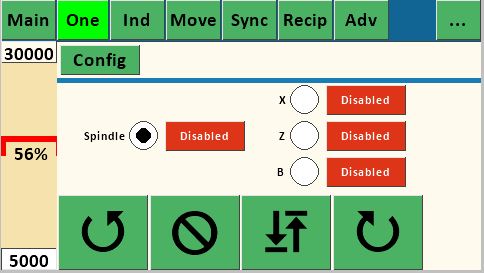 Main One Ind Move Sync Recip Adv ...
30000 Config
X Disabled
Spindle Disabled Z Disabled
56%
B Disabled
5000